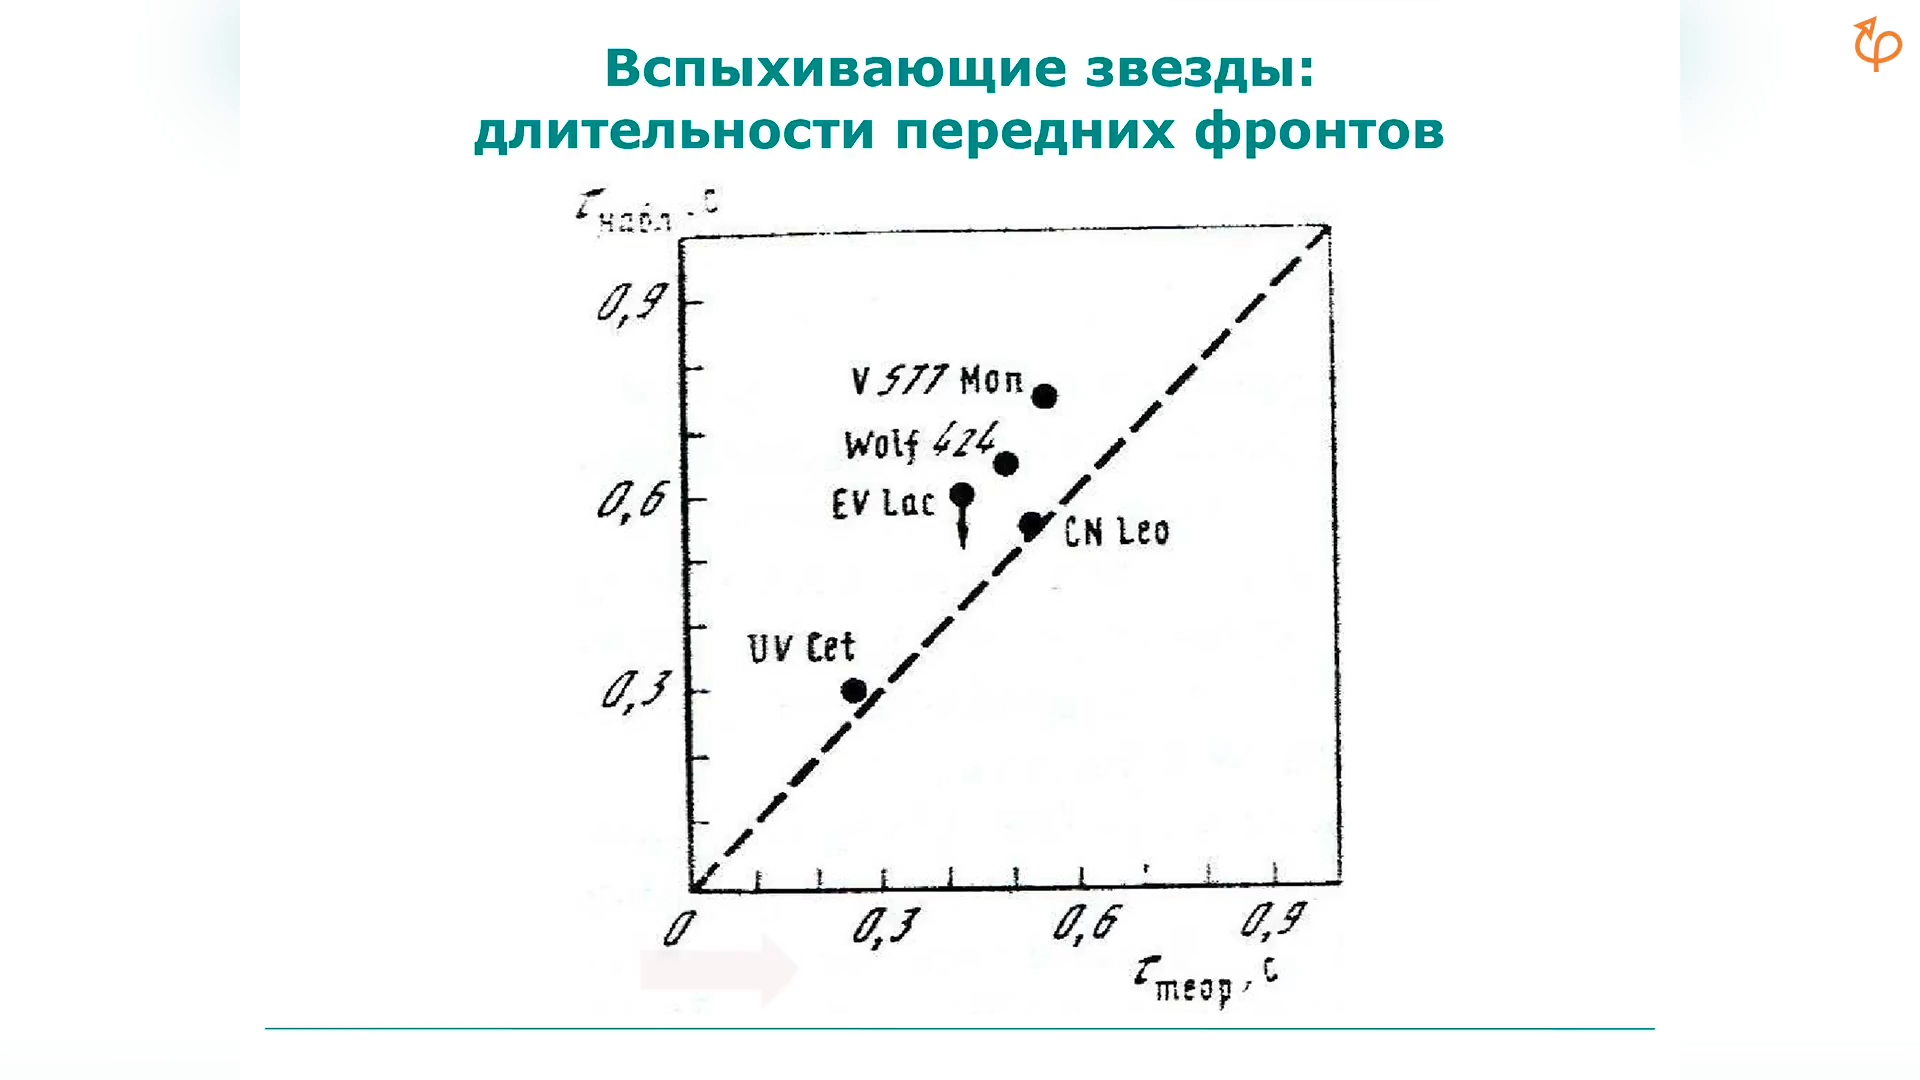 Вспыхивающие звезды:
длительности передних фронтов
τнабл, с
0,9
V 577 Mon
Wolf 424
0,6
EV Lac
CN Leo
UV Cet
0,3
0
0,3
0,6
0,9
τтеор, с